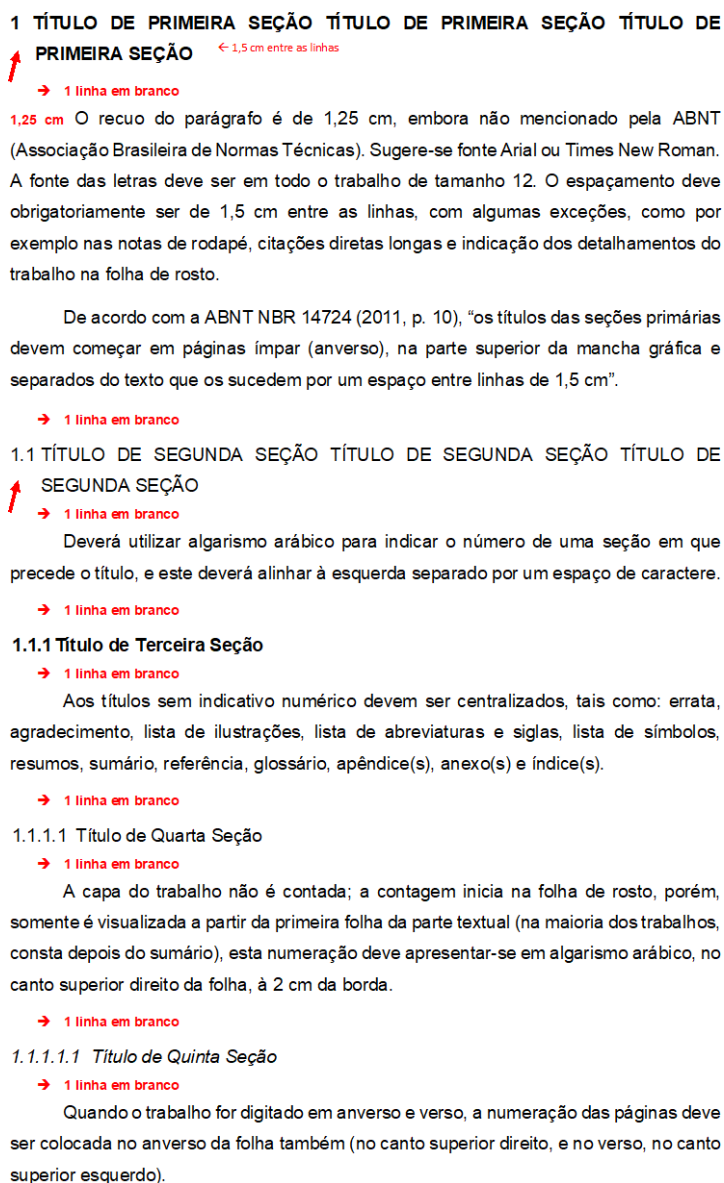 1 TÍTULO DE PRIMEIRA SEÇÃO TÍTULO DE PRIMEIRA SEÇÃO TÍTULO DE
PRIMEIRA SEÇÃO ← 1,5 cm entre as linhas
→ 1 linha em branco
1,25 cm O recuo do parágrafo é de 1,25 cm, embora não mencionado pela ABNT
(Associação Brasileira de Normas Técnicas). Sugere-se fonte Arial ou Times New Roman.
A fonte das letras deve ser em todo o trabalho de tamanho 12. O espaçamento deve
obrigatoriamente ser de 1,5 cm entre as linhas, com algumas exceções, como por
exemplo nas notas de rodapé, citações diretas longas e indicação dos detalhamentos do
trabalho na folha de rosto.
De acordo com a ABNT NBR 14724 (2011, p. 10), “os títulos das seções primárias
devem começar em páginas ímpar (anverso), na parte superior da mancha gráfica e
separados do texto que os sucedem por um espaço entre linhas de 1,5 cm”.
→ 1 linha em branco
1.1 TÍTULO DE SEGUNDA SEÇÃO TÍTULO DE SEGUNDA SEÇÃO TÍTULO DE
SEGUNDA SEÇÃO
→ 1 linha em branco
Deverá utilizar algarismo arábico para indicar o número de uma seção em que
precede o título, e este deverá alinhar à esquerda separado por um espaço de caractere.
→ 1 linha em branco
1.1.1 Título de Terceira Seção
→ 1 linha em branco
Aos títulos sem indicativo numérico devem ser centralizados, tais como: errata,
agradecimento, lista de ilustrações, lista de abreviaturas e siglas, lista de símbolos,
resumos, sumário, referência, glossário, apêndice(s), anexo(s) e índice(s).
→ 1 linha em branco
1.1.1.1 Título de Quarta Seção
→ 1 linha em branco
A capa do trabalho não é contada; a contagem inicia na folha de rosto, porém,
somente é visualizada a partir da primeira folha da parte textual (na maioria dos trabalhos,
consta depois do sumário), esta numeração deve apresentar-se em algarismo arábico, no
canto superior direito da folha, à 2 cm da borda.
→ 1 linha em branco
1.1.1.1.1 Título de Quinta Seção
→ 1 linha em branco
Quando o trabalho for digitado em anverso e verso, a numeração das páginas deve
ser colocada no anverso da folha também (no canto superior direito, e no verso, no canto
superior esquerdo).